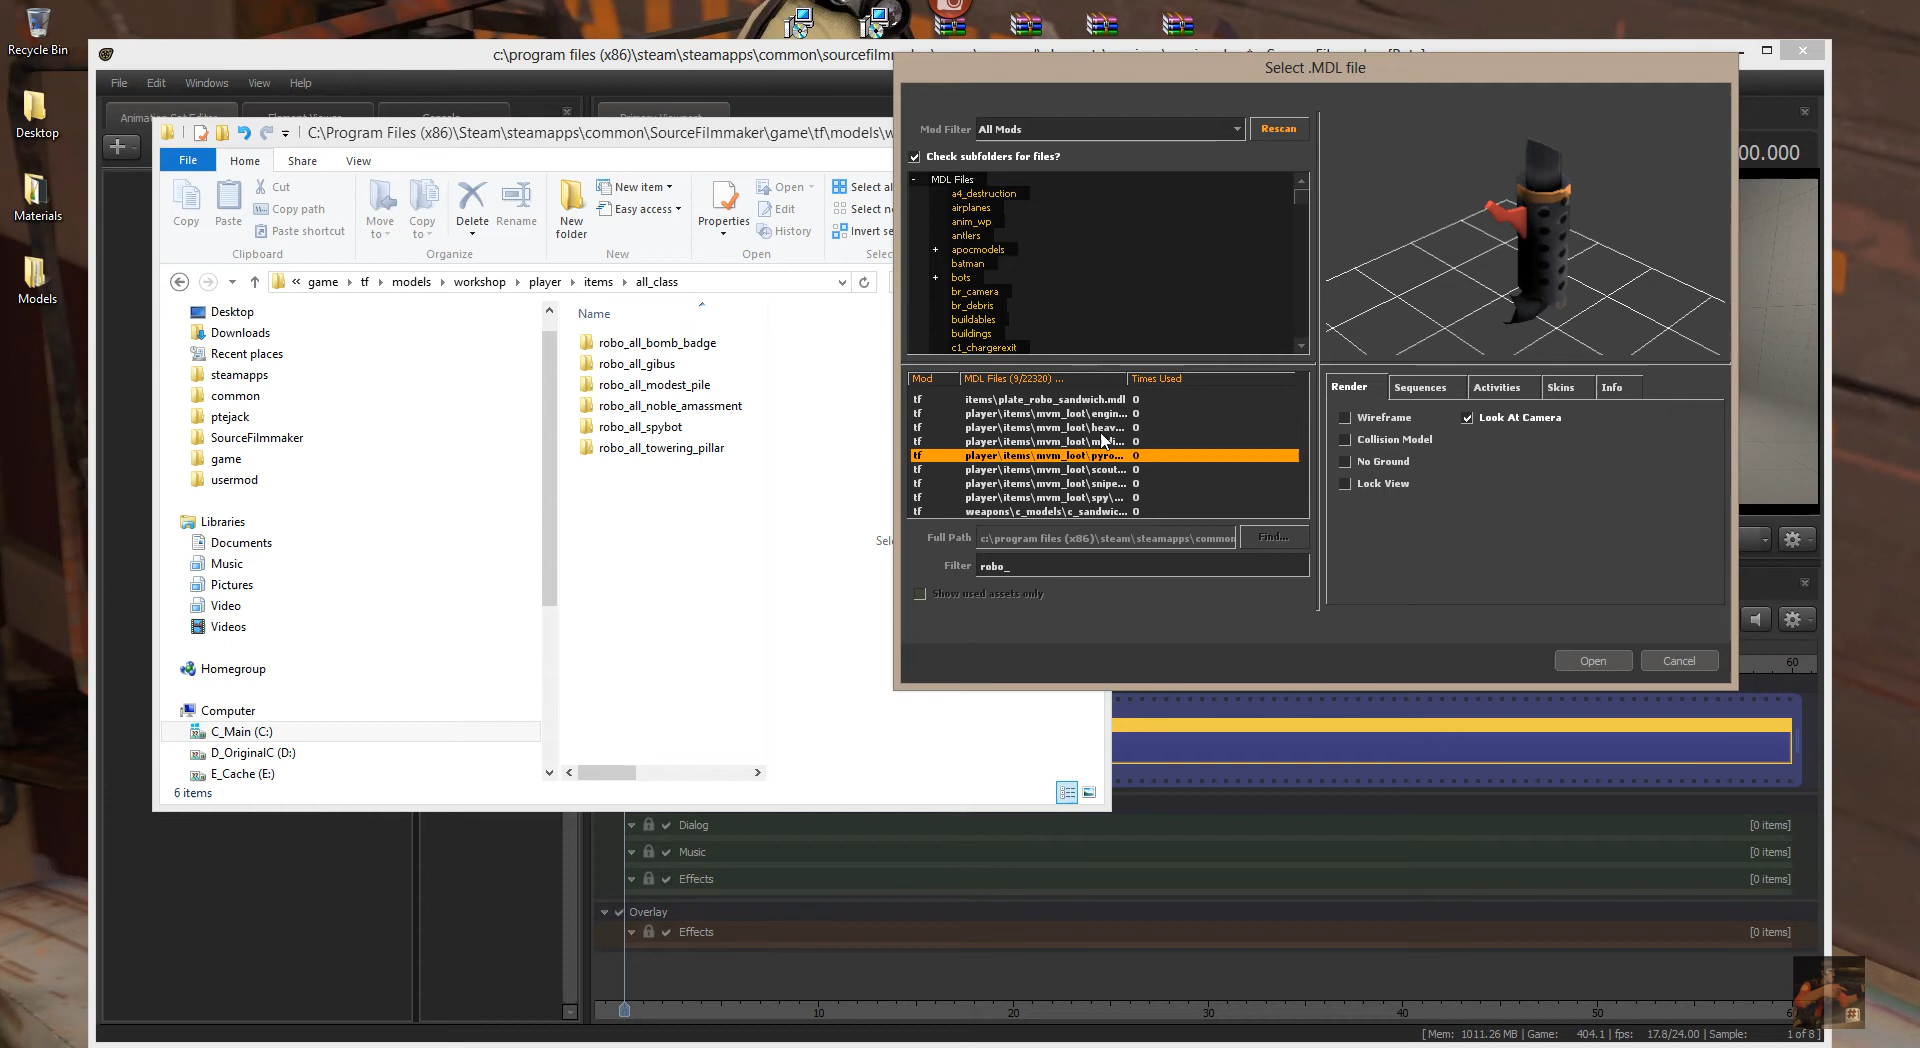 Recycle Bin
Desktop
Materials
Models
c:\program files (x86)\steam\steamapps\common\sourcefilm
File Edit Windows View Help
Select .MDL file
C:\Program Files (x86)\Steam\steamapps\common\SourceFilmmaker\game\tf\models\w
File Home Share View
Copy
Paste
Cut
Copy path
Paste shortcut
Clipboard
Move to
Copy to
Delete
Rename
Organize
New folder
New item
Easy access
New
Properties
Open
Edit
History
Open
Select al
Select n
Invert se
Selec
« game tf models workshop player items all_class
Desktop
Downloads
Recent places
steamapps
common
ptejack
SourceFilmmaker
game
usermod
Libraries
Documents
Music
Pictures
Video
Videos
Homegroup
Computer
C_Main (C:)
D_OriginalC (D:)
E_Cache (E:)
6 items
Name
robo_all_bomb_badge
robo_all_gibus
robo_all_modest_pile
robo_all_noble_amassment
robo_all_spybot
robo_all_towering_pillar
Sele
Mod Filter All Mods Rescan
Check subfolders for files?
- MDL Files
a4_destruction
airplanes
anim_wp
antlers
+ apocmodels
batman
+ bots
br_camera
br_debris
buildables
buildings
c1_chargerexit
Mod MDL Files (9/22320) ... Times Used
tf items\plate_robo_sandwich.mdl 0
tf player\items\mvm_loot\engin... 0
tf player\items\mvm_loot\heav... 0
tf player\items\mvm_loot\medi... 0
tf player\items\mvm_loot\pyro... 0
tf player\items\mvm_loot\scout... 0
tf player\items\mvm_loot\snipe... 0
tf player\items\mvm_loot\spy\... 0
tf weapons\c_models\c_sandwic... 0
Full Path c:\program files (x86)\steam\steamapps\common Find...
Filter robo_
Show used assets only
Render Sequences Activities Skins Info
Wireframe Look At Camera
Collision Model
No Ground
Lock View
Open Cancel
00.000
60
Dialog [0 items]
Music [0 items]
Effects [0 items]
Overlay
Effects [0 items]
10 20 30 40 50 6
[ Mem: 1011.26 MB | Game: 404.1 | fps: 17.8/24.00 | Sample: 1 of 8 ]